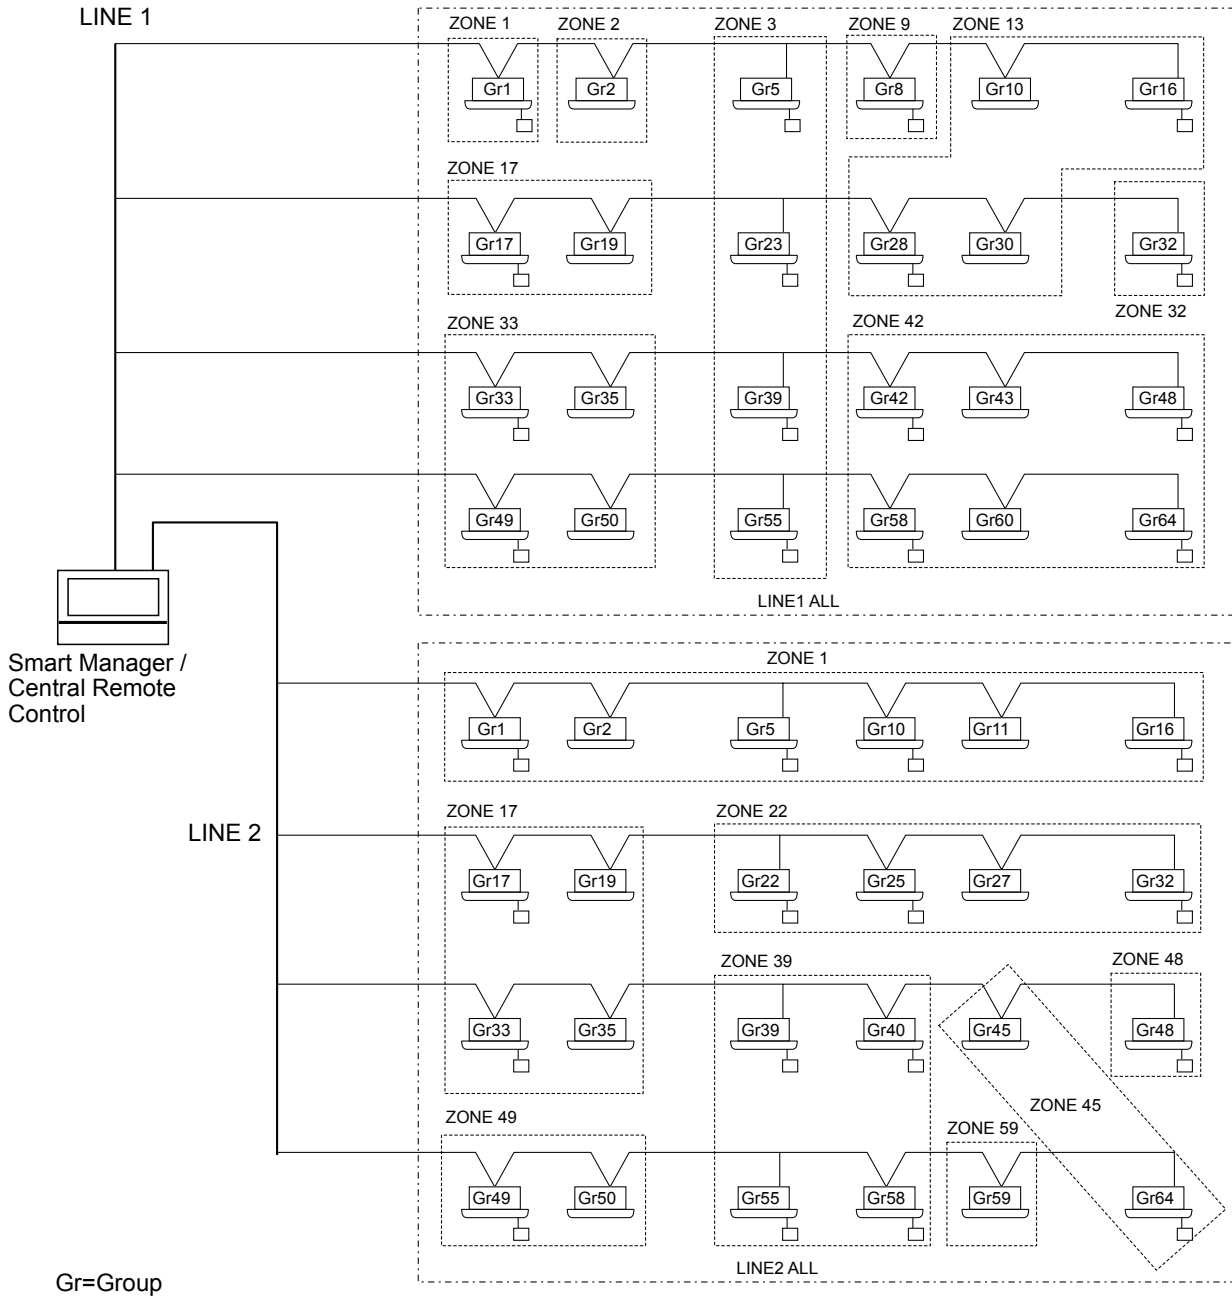 LINE 1
ZONE 1 ZONE 2 ZONE 3 ZONE 9 ZONE 13
Gr1 Gr2 Gr5 Gr8 Gr10 Gr16
ZONE 17
Gr17 Gr19 Gr23 Gr28 Gr30 Gr32
ZONE 32
ZONE 33 ZONE 42
Gr33 Gr35 Gr39 Gr42 Gr43 Gr48
Gr49 Gr50 Gr55 Gr58 Gr60 Gr64
LINE1 ALL
Smart Manager /
Central Remote
Control
ZONE 1
Gr1 Gr2 Gr5 Gr10 Gr11 Gr16
LINE 2
ZONE 17 ZONE 22
Gr17 Gr19 Gr22 Gr25 Gr27 Gr32
ZONE 39 ZONE 48
Gr33 Gr35 Gr39 Gr40 Gr45 Gr48
ZONE 45
ZONE 49 ZONE 59
Gr49 Gr50 Gr55 Gr58 Gr59 Gr64
LINE2 ALL
Gr=Group